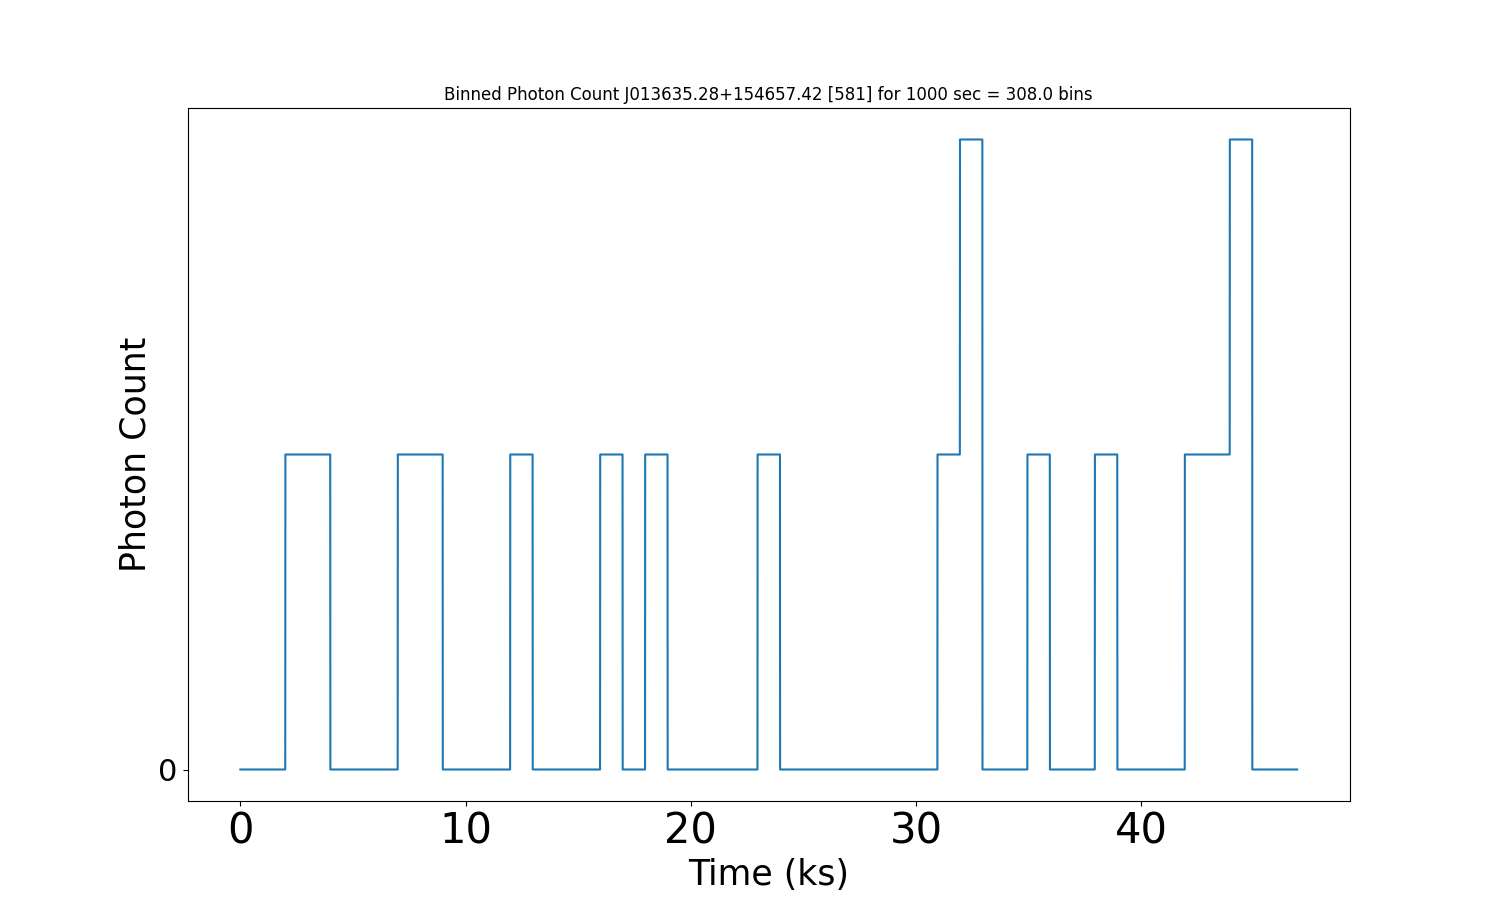 Binned Photon Count J013635.28+154657.42 [581] for 1000 sec = 308.0 bins
Photon Count
0
0 10 20 30 40
Time (ks)